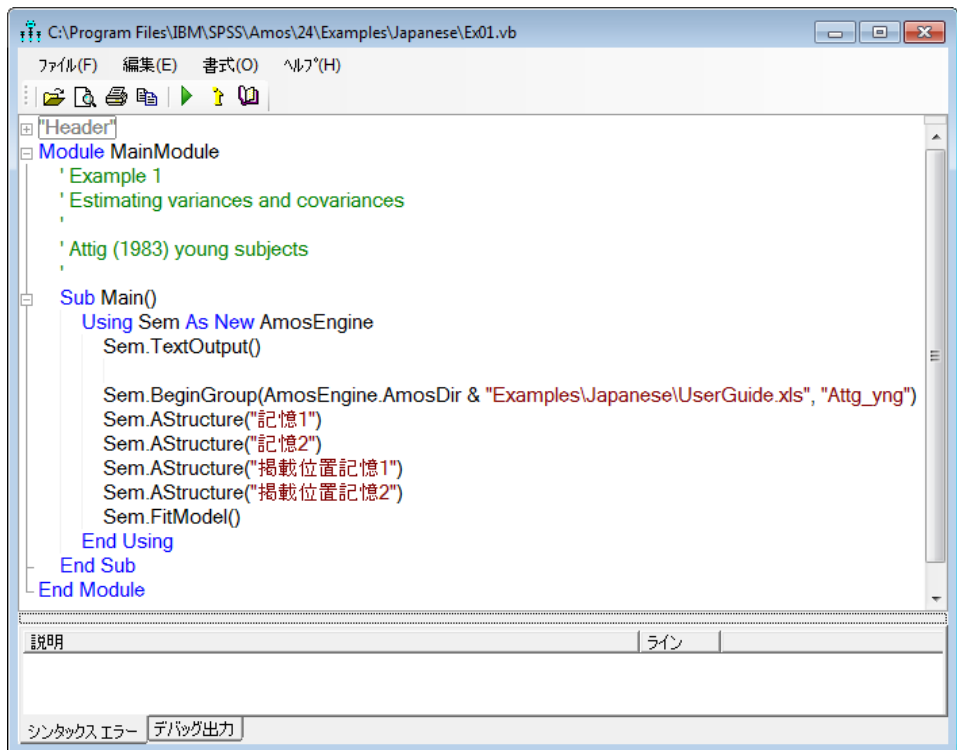 C:\Program Files\IBM\SPSS\Amos\24\Examples\Japanese\Ex01.vb
ファイル(F) 編集(E) 書式(O) ヘルプ(H)
"Header"
Module MainModule
' Example 1
' Estimating variances and covariances
'
' Attig (1983) young subjects
'
Sub Main()
Using Sem As New AmosEngine
Sem.TextOutput()
Sem.BeginGroup(AmosEngine.AmosDir & "Examples\Japanese\UserGuide.xls", "Attg_yng")
Sem.AStructure("記憶1")
Sem.AStructure("記憶2")
Sem.AStructure("掲載位置記憶1")
Sem.AStructure("掲載位置記憶2")
Sem.FitModel()
End Using
End Sub
End Module
説明 ライン
シンタックス エラー デバッグ出力